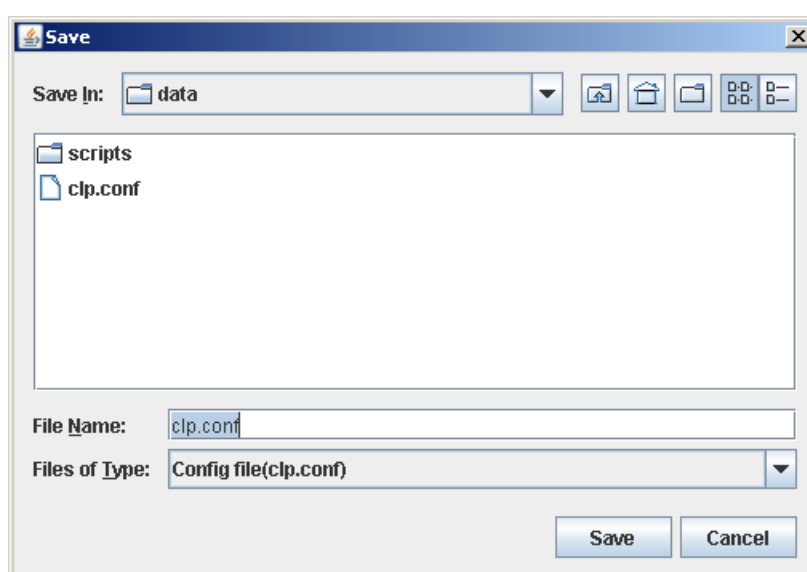 Save
Save In: data
scripts
clp.conf
File Name: clp.conf
Files of Type: Config file(clp.conf)
Save Cancel